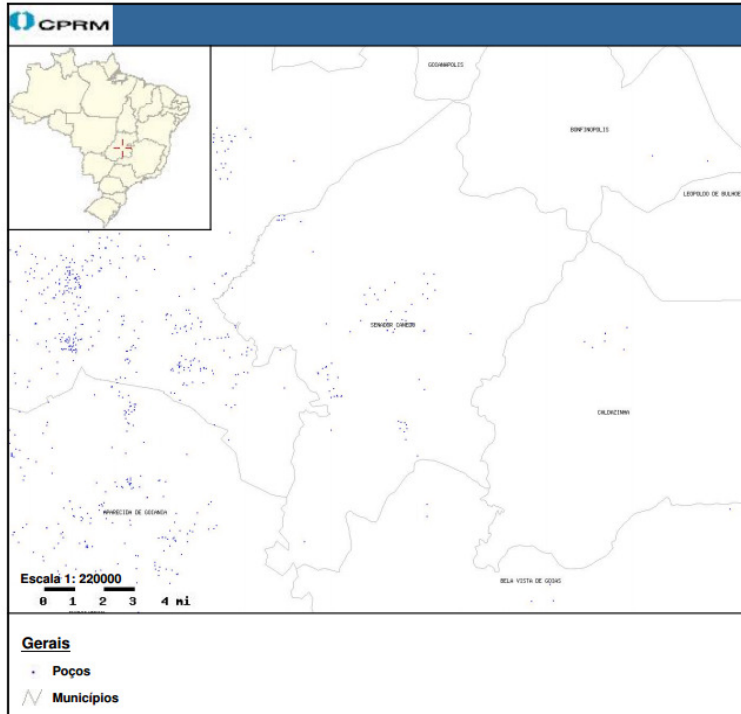 CPRM
GOIANAPOLIS
BONFINOPOLIS
LEOPOLDO DE BULHOE
SENADOR CANEDO
CALDAZINHA
APARECIDA DE GOIANIA
BELA VISTA DE GOIAS
Escala 1: 220000
0 1 2 3 4 mi
Gerais
Poços
Municípios